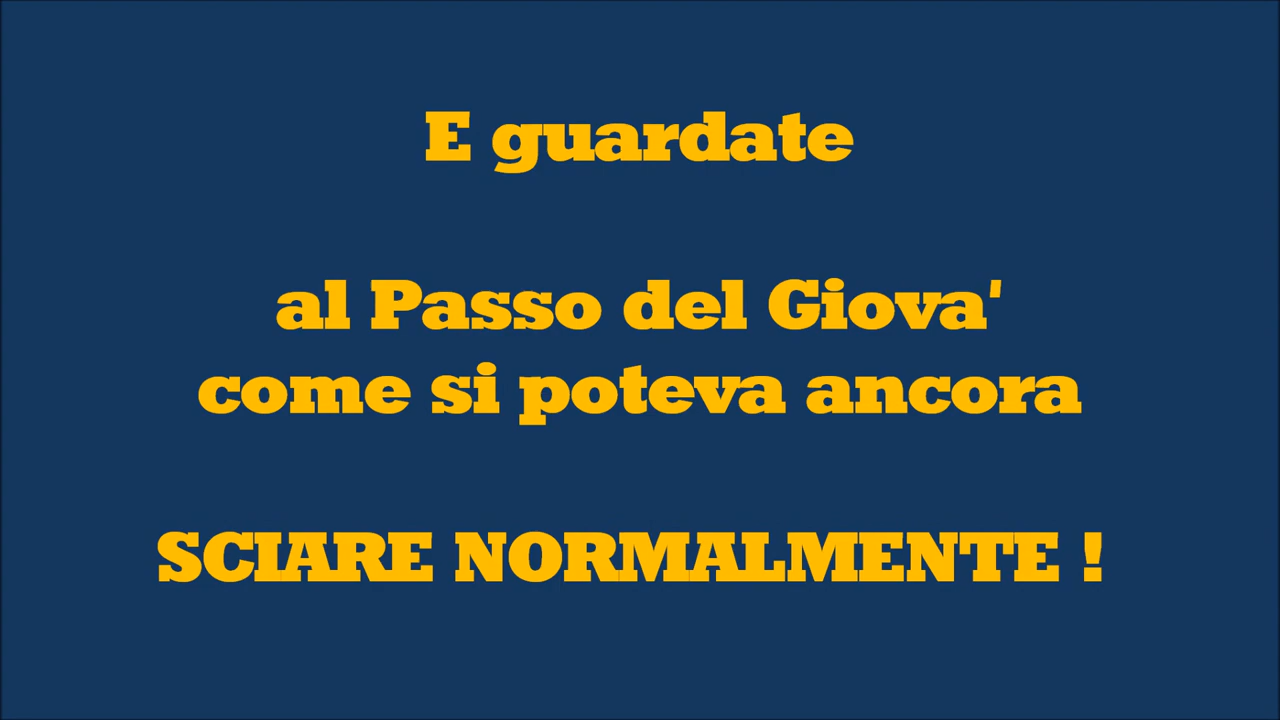 E guardate
al Passo del Giova'
come si poteva ancora
SCIARE NORMALMENTE !